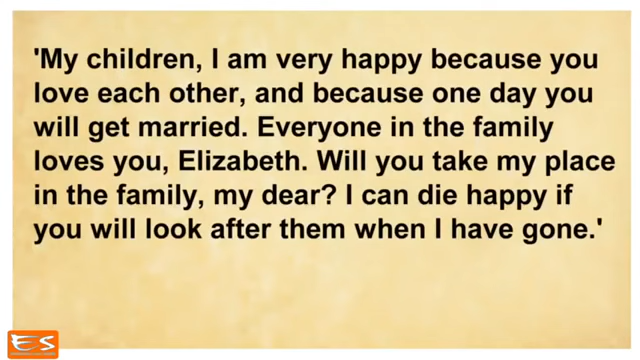 'My children, I am very happy because you
love each other, and because one day you
will get married. Everyone in the family
loves you, Elizabeth. Will you take my place
in the family, my dear? I can die happy if
you will look after them when I have gone.'
ES